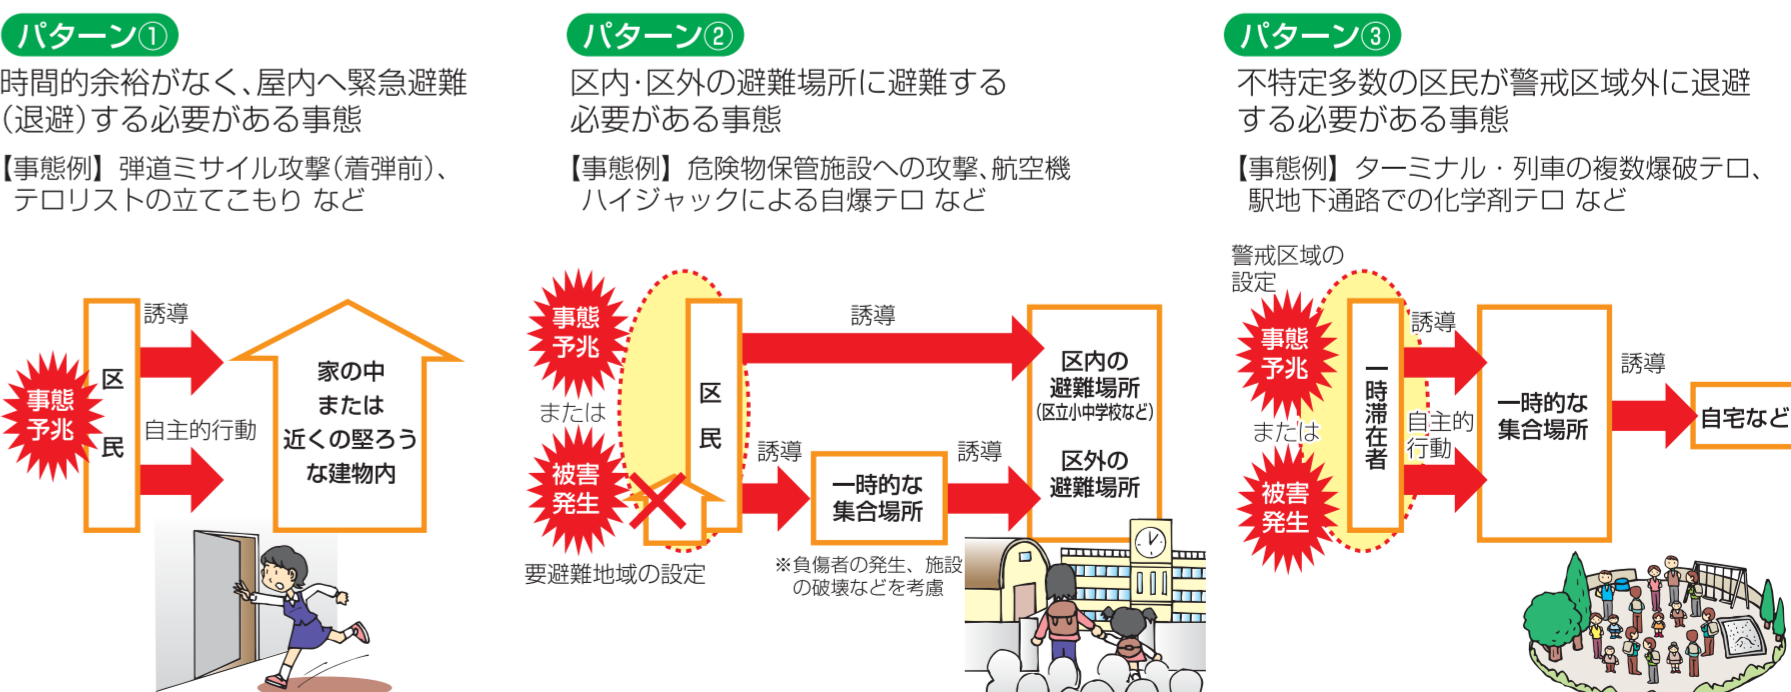 パターン①
時間的余裕がなく、屋内へ緊急避難
(退避)する必要がある事態
【事態例】弾道ミサイル攻撃(着弾前)、
テロリストの立てこもり など
事態
予兆
区
民
誘導
自主的行動
家の中
または
近くの堅ろう
な建物内
パターン②
区内・区外の避難場所に避難する
必要がある事態
【事態例】危険物保管施設への攻撃、航空機
ハイジャックによる自爆テロ など
事態
予兆
または
被害
発生
要避難地域の設定
区
民
誘導
誘導
一時的な
集合場所
誘導
※負傷者の発生、施設
の破壊などを考慮
区内の
避難場所
(区立小中学校など)
区外の
避難場所
パターン③
不特定多数の区民が警戒区域外に退避
する必要がある事態
【事態例】ターミナル・列車の複数爆破テロ、
駅地下通路での化学剤テロ など
警戒区域の
設定
事態
予兆
または
被害
発生
一時滞在者
誘導
自主的
行動
一時的な
集合場所
誘導
自宅など